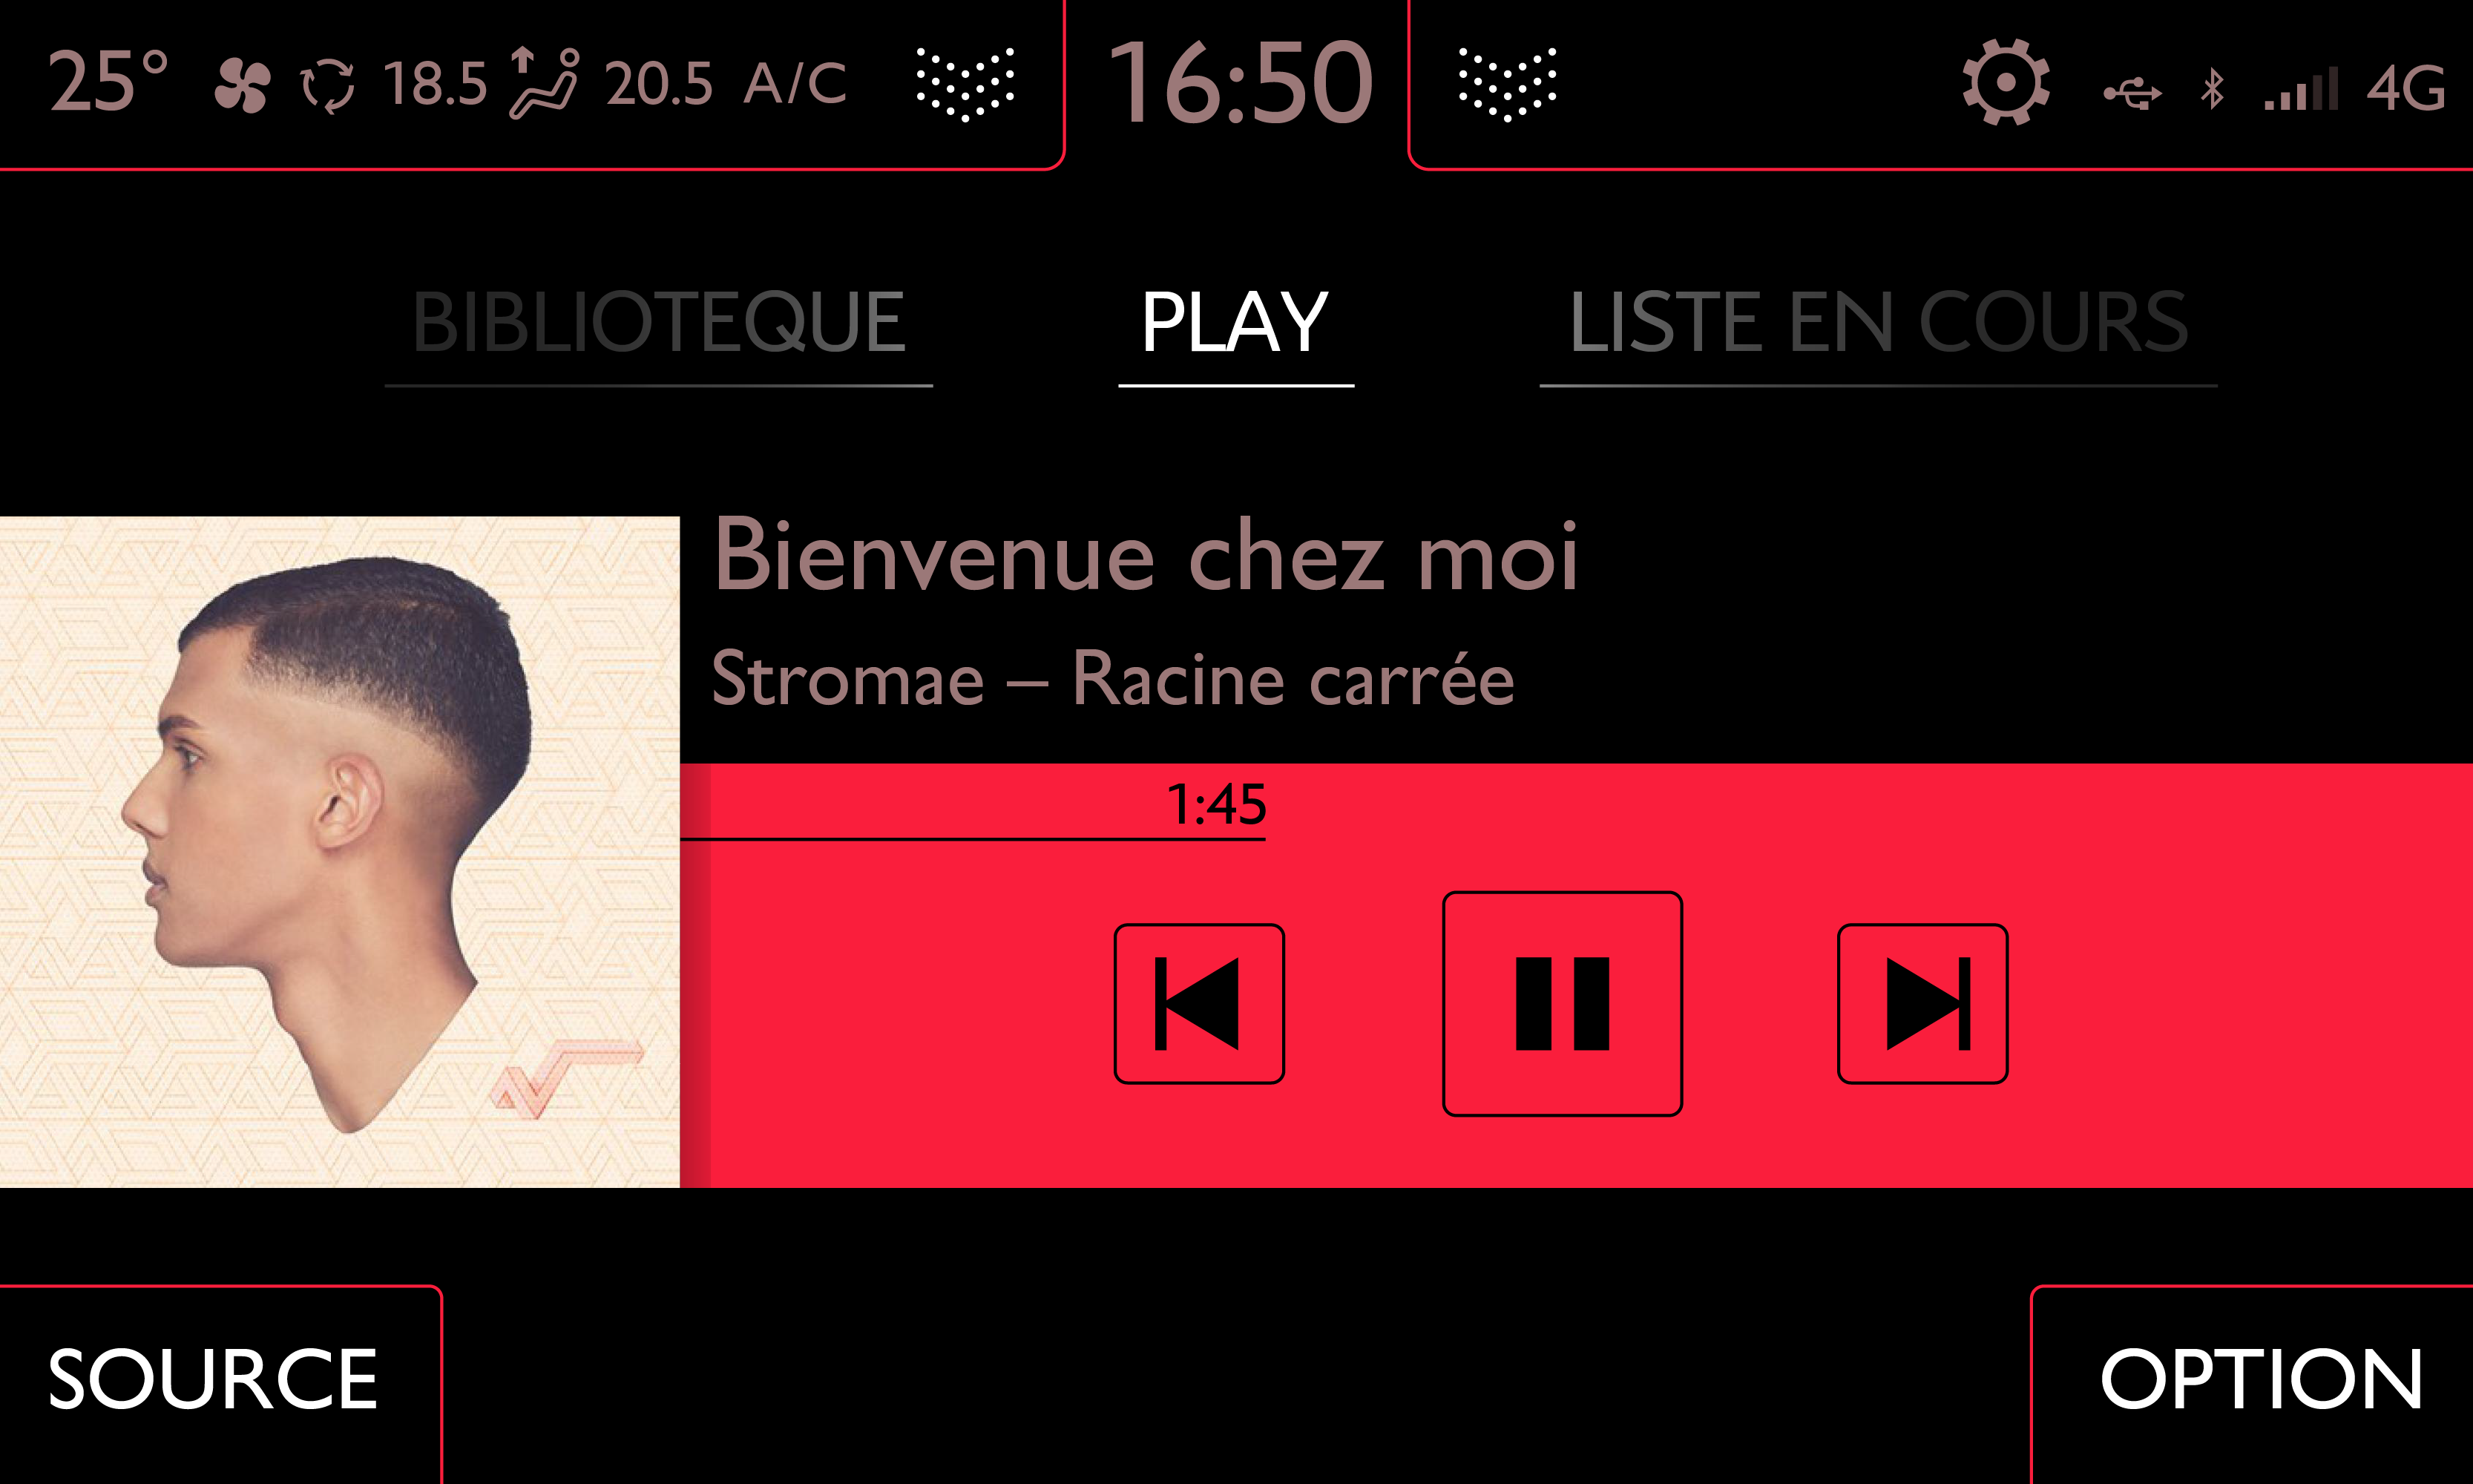 25° 18.5 20.5 A/C 16:50 4G
BIBLIOTEQUE PLAY LISTE EN COURS
Bienvenue chez moi
Stromae – Racine carrée
1:45
SOURCE OPTION